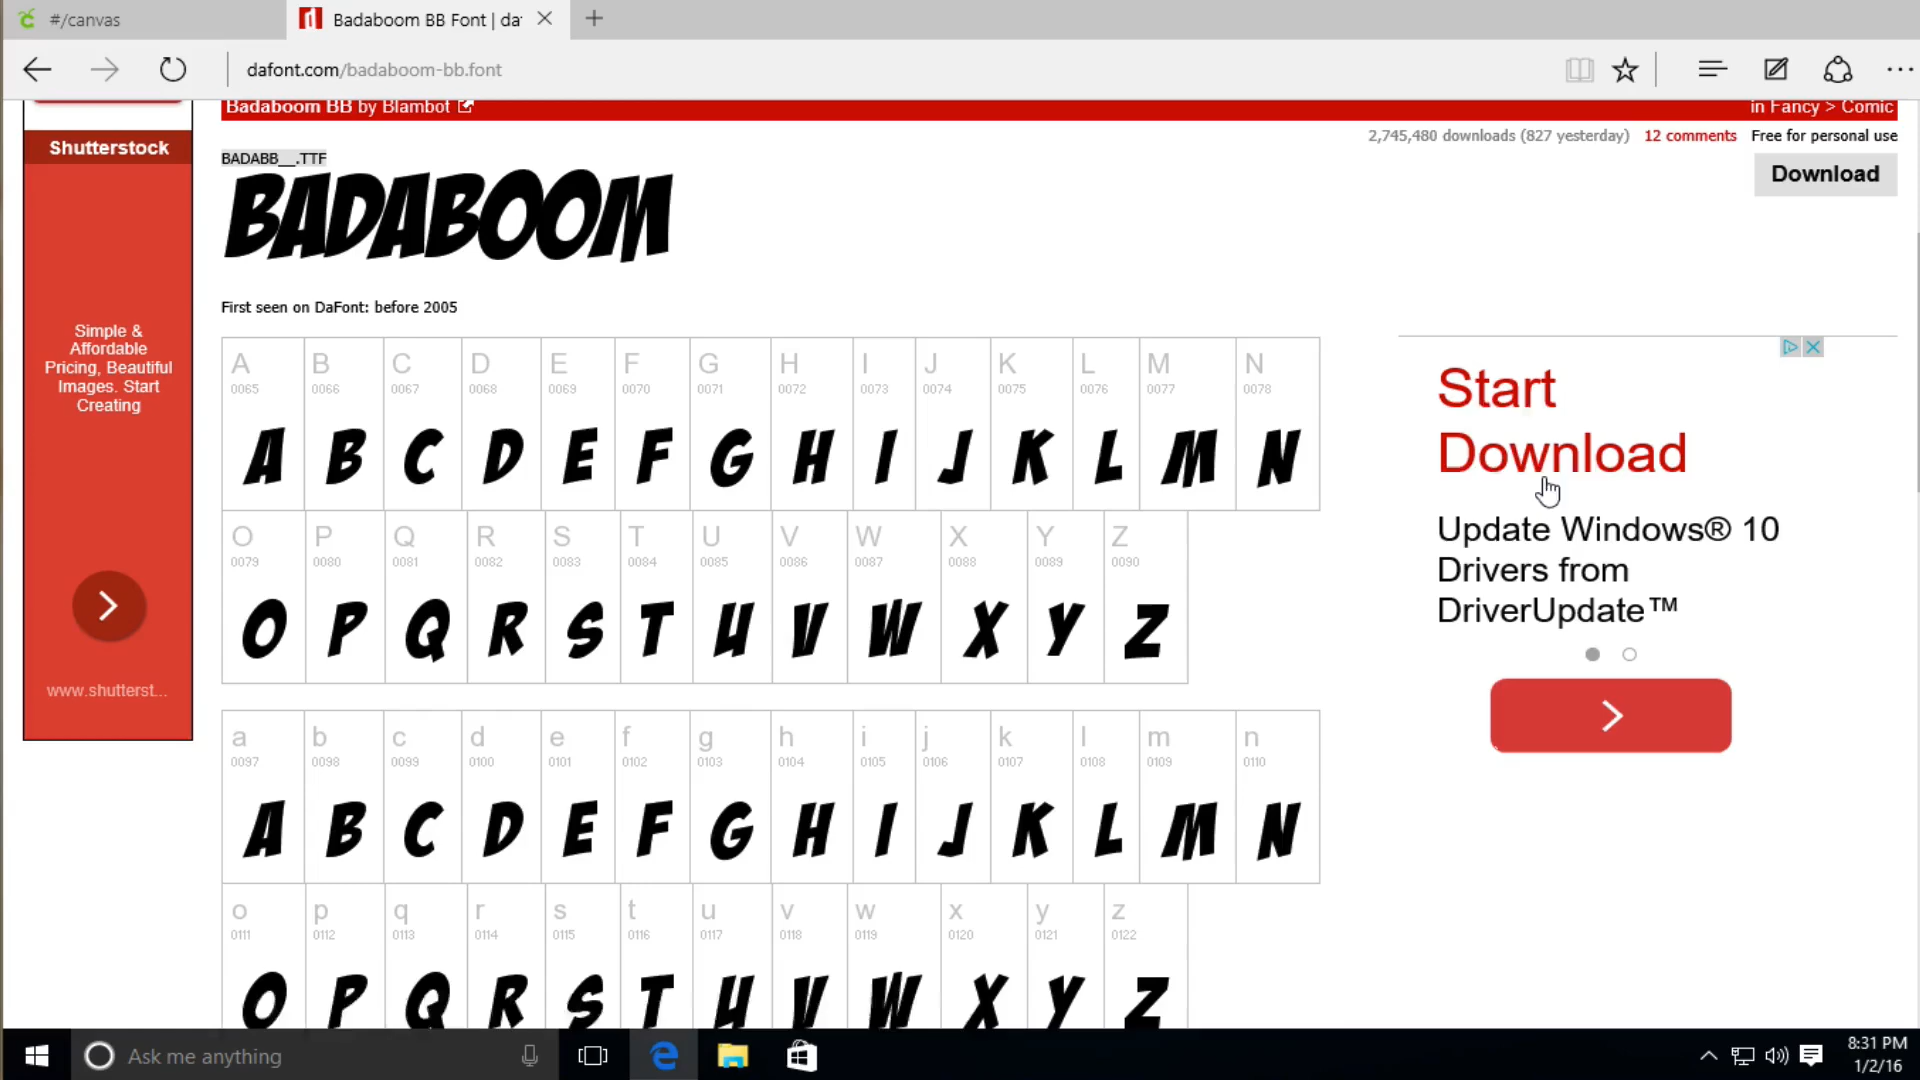 #/canvas
Badaboom BB Font | da
dafont.com/badaboom-bb.font
Badaboom BB by Blambot
in Fancy > Comic
2,745,480 downloads (827 yesterday) 12 comments Free for personal use
Download
BADABB__.TTF
BADABOOM
First seen on DaFont: before 2005
Shutterstock
Simple &
Affordable
Pricing, Beautiful
Images. Start
Creating
www.shutterst...
A B C D E F G H I J K L M N
0065 0066 0067 0068 0069 0070 0071 0072 0073 0074 0075 0076 0077 0078
A B C D E F G H I J K L M N
O P Q R S T U V W X Y Z
0079 0080 0081 0082 0083 0084 0085 0086 0087 0088 0089 0090
O P Q R S T U V W X Y Z
a b c d e f g h i j k l m n
0097 0098 0099 0100 0101 0102 0103 0104 0105 0106 0107 0108 0109 0110
A B C D E F G H I J K L M N
o p q r s t u v w x y z
0111 0112 0113 0114 0115 0116 0117 0118 0119 0120 0121 0122
O P Q R S T U V W X Y Z
Start
Download
Update Windows® 10
Drivers from
DriverUpdate™
Ask me anything
8:31 PM
1/2/16